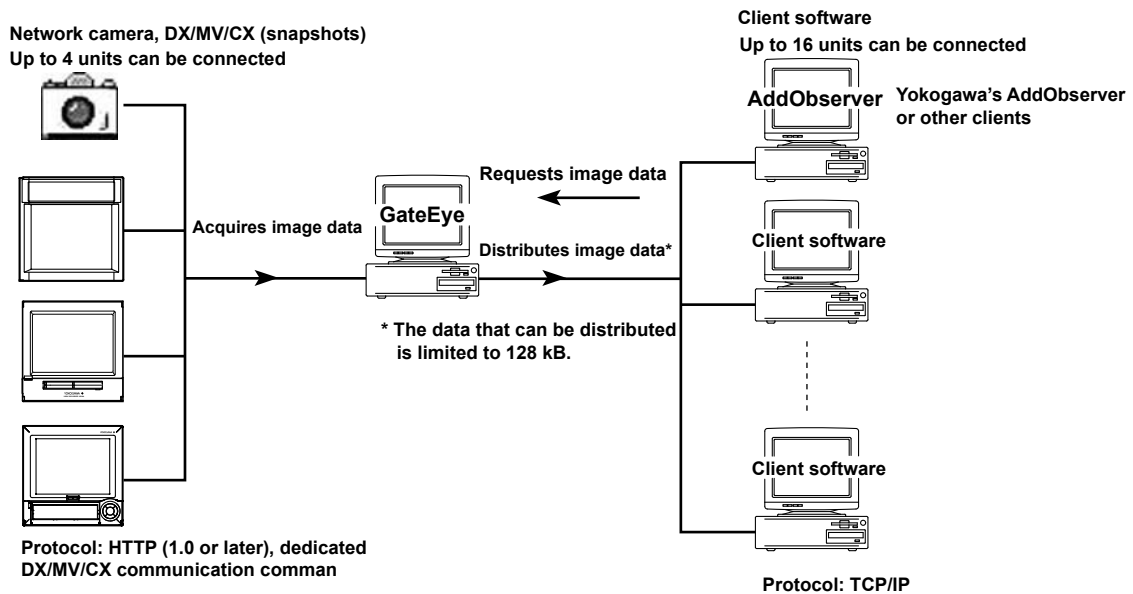 Network camera, DX/MV/CX (snapshots)
Up to 4 units can be connected
Client software
Up to 16 units can be connected
AddObserver
Yokogawa's AddObserver
or other clients
Requests image data
GateEye
Acquires image data
Distributes image data*
Client software
* The data that can be distributed
is limited to 128 kB.
Client software
Protocol: HTTP (1.0 or later), dedicated
DX/MV/CX communication comman
Protocol: TCP/IP